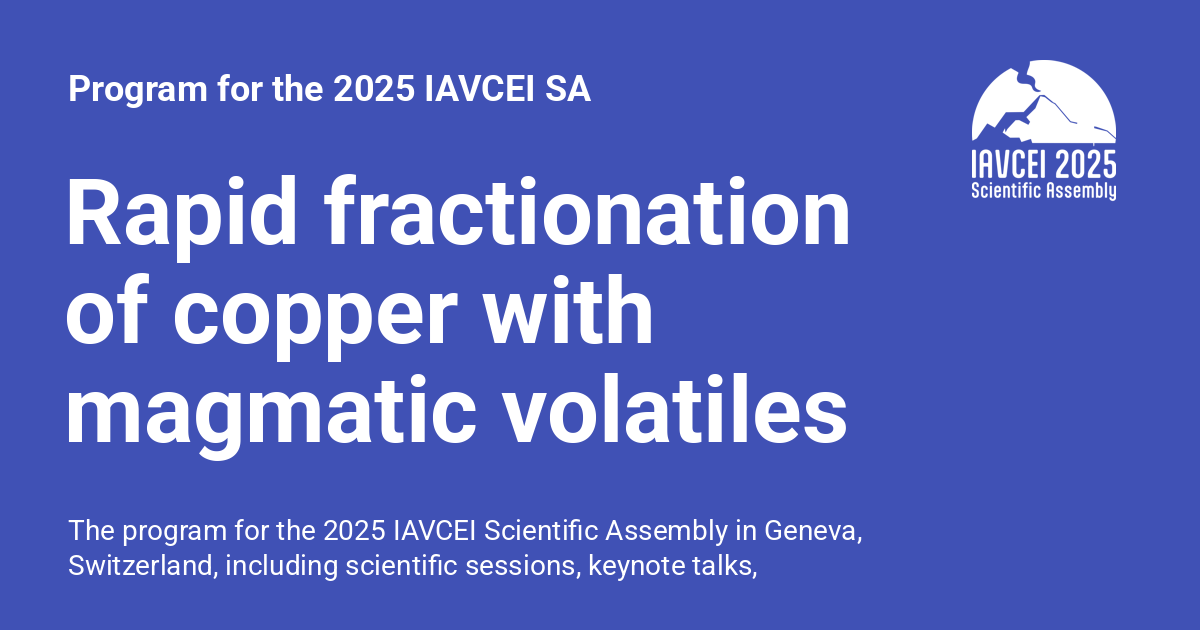 Program for the 2025 IAVCEI SA
IAVCEI 2025
Scientific Assembly
Rapid fractionation
of copper with
magmatic volatiles
The program for the 2025 IAVCEI Scientific Assembly in Geneva,
Switzerland, including scientific sessions, keynote talks,